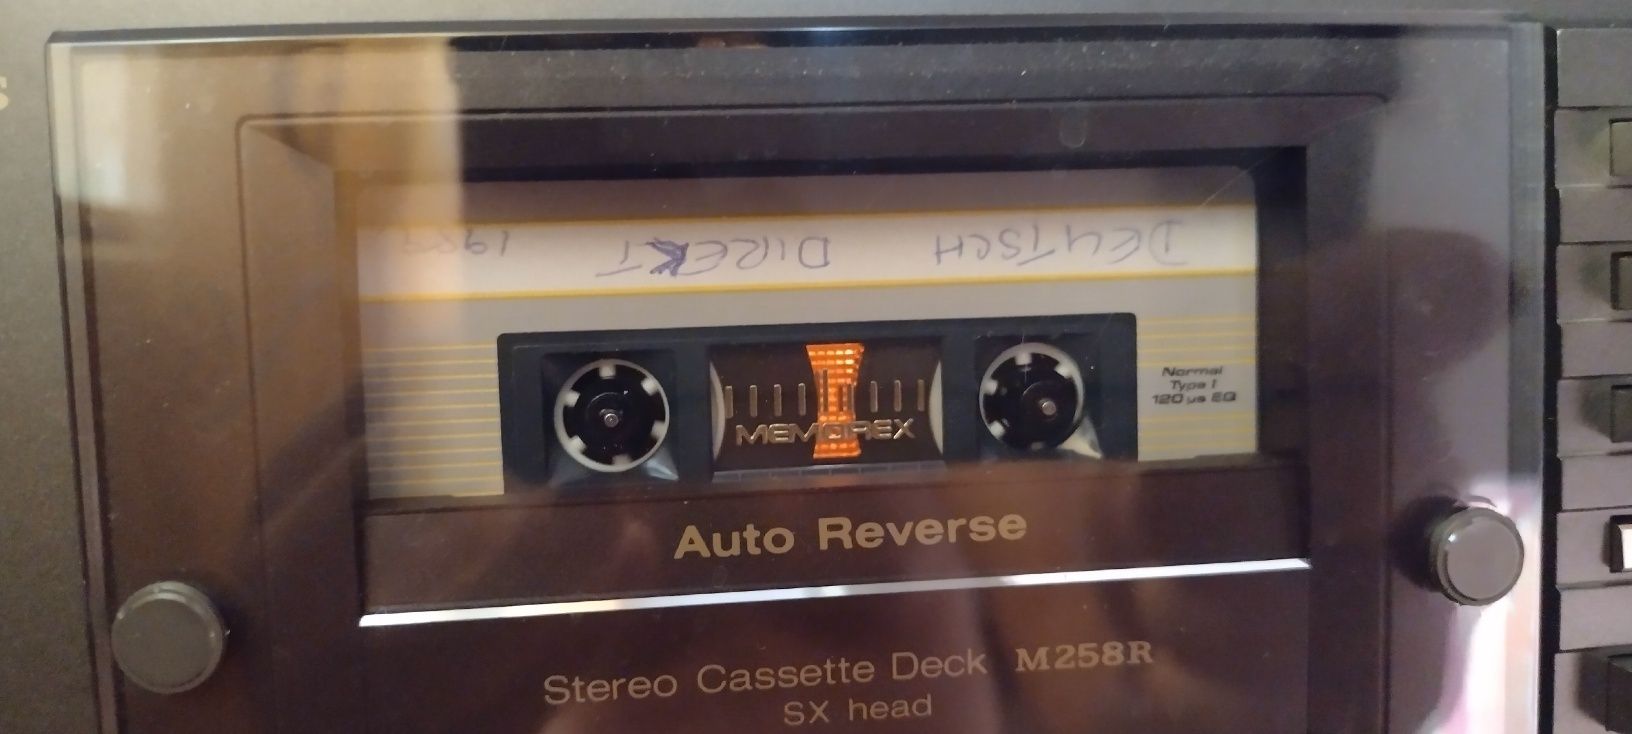 DEUTSCH DIREKT
MEMOREX
Normal
Type I
120 µs EQ
Auto Reverse
Stereo Cassette Deck M258R
SX head